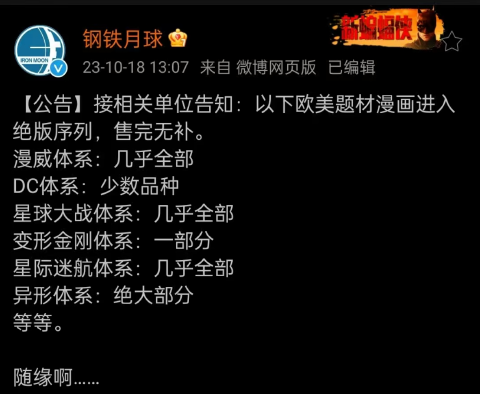 钢铁月球
新蝙蝠侠
IRON MOON
23-10-18 13:07 来自 微博网页版 已编辑
【公告】接相关单位告知：以下欧美题材漫画进入
绝版序列，售完无补。
漫威体系：几乎全部
DC体系：少数品种
星球大战体系：几乎全部
变形金刚体系：一部分
星际迷航体系：几乎全部
异形体系：绝大部分
等等。
随缘啊……